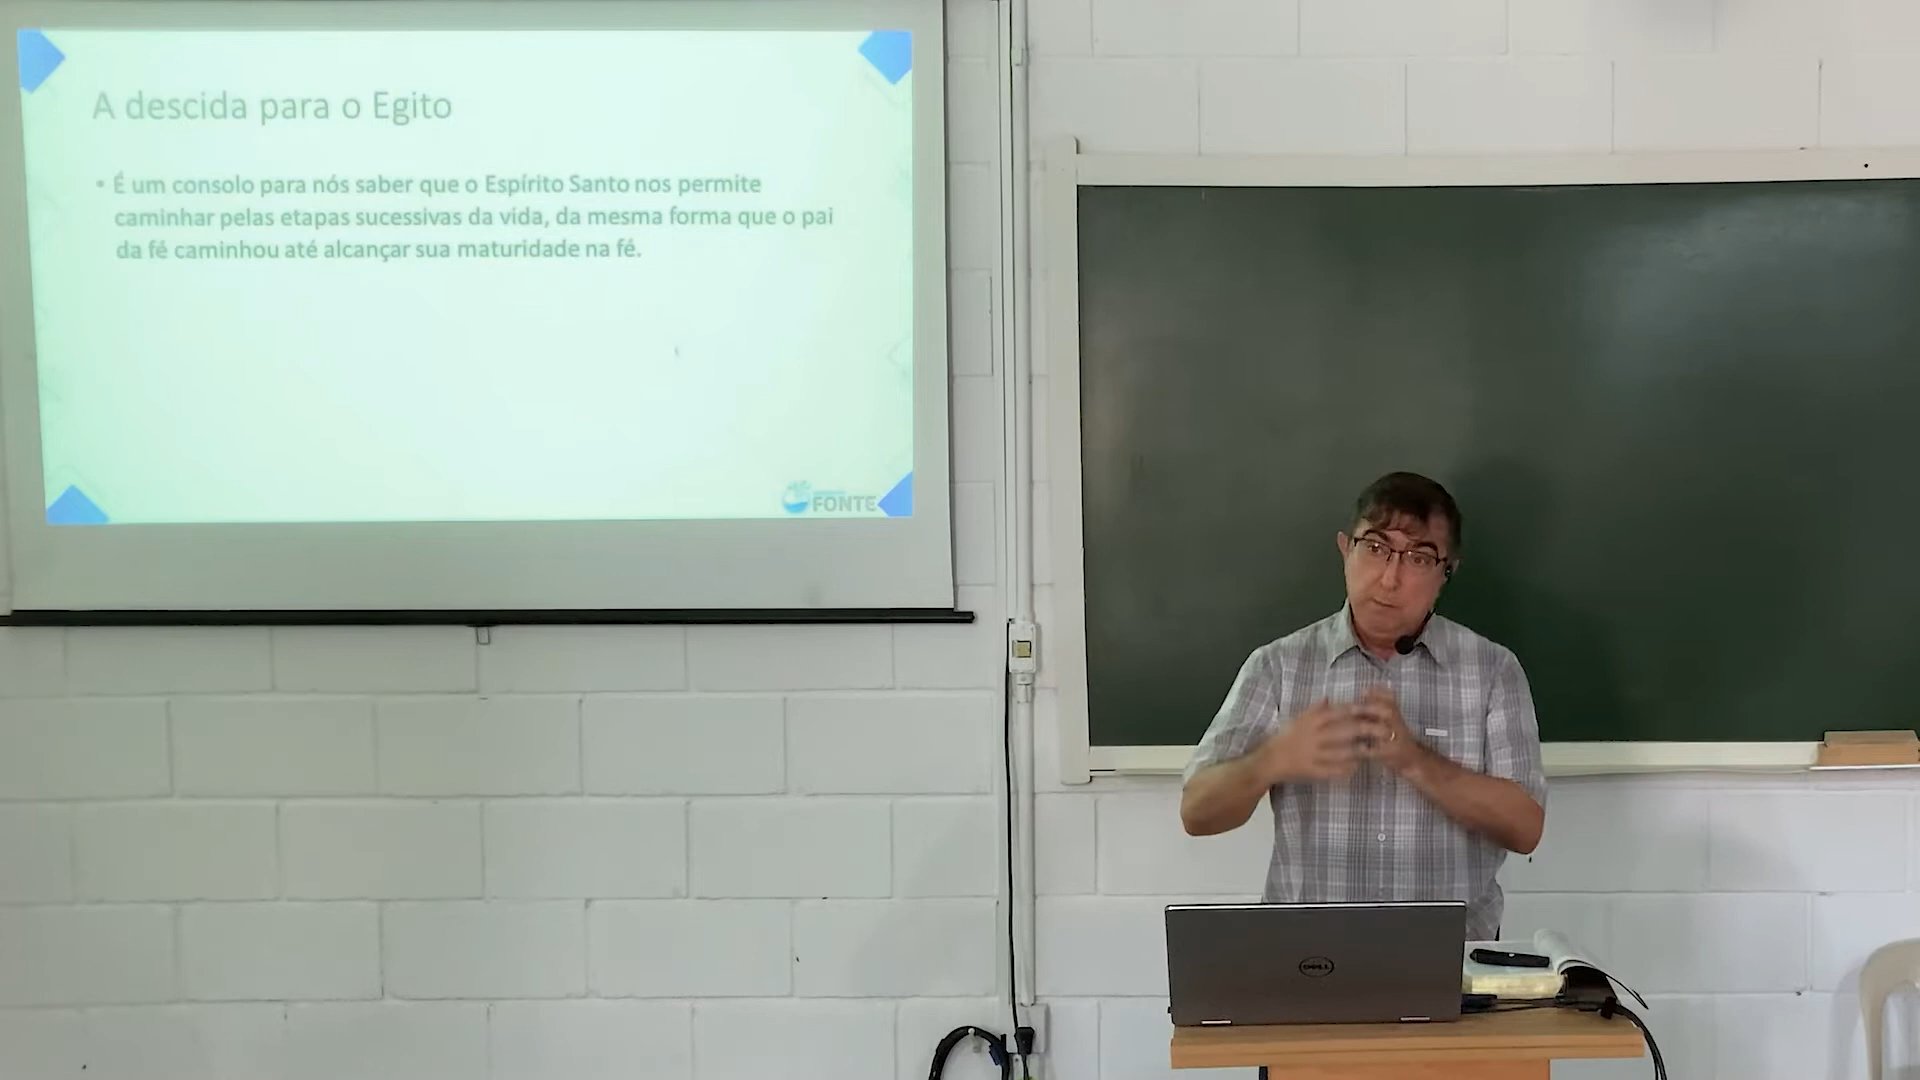 A descida para o Egito
• É um consolo para nós saber que o Espírito Santo nos permite
caminhar pelas etapas sucessivas da vida, da mesma forma que o pai
da fé caminhou até alcançar sua maturidade na fé.
FONTE
DELL